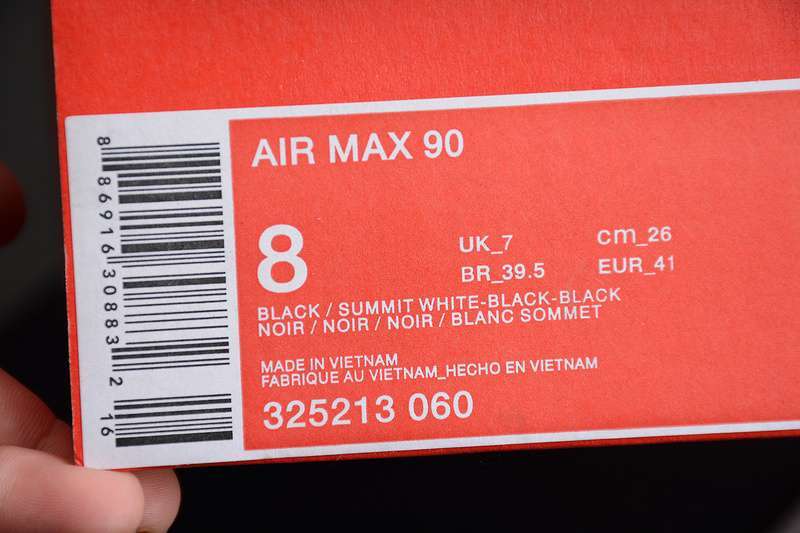 AIR MAX 90
8
UK_7 cm_26
BR_39.5 EUR_41
BLACK / SUMMIT WHITE-BLACK-BLACK
NOIR / NOIR / NOIR / BLANC SOMMET
MADE IN VIETNAM
FABRIQUE AU VIETNAM_HECHO EN VIETNAM
325213 060
8 86916 30883 2 16